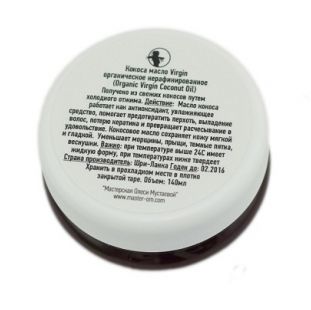 Кокоса масло Virgin
органическое нерафинированное
(Organic Virgin Coconut Oil)
Получено из свежих кокосов путем
холодного отжима. Действие: Масло кокоса
работает как антиоксидант, увлажняющее
средство, помогает предотвратить перхоть, выпадение
волос, потерю кератина и превращает расчесывание в
удовольствие. Кокосовое масло сохраняет кожу мягкой
и гладкой. Уменьшает морщины, прыщи, темные пятна,
веснушки. Важно: при температуре выше 24С имеет
жидкую форму, при температурах ниже твердеет
Страна производитель: Шри-Ланка Годен до: 02.2016
Хранить в прохладном месте в плотно
закрытой таре. Объем: 140мл
"Мастерская Олеси Мустаевой"
www.master-om.com